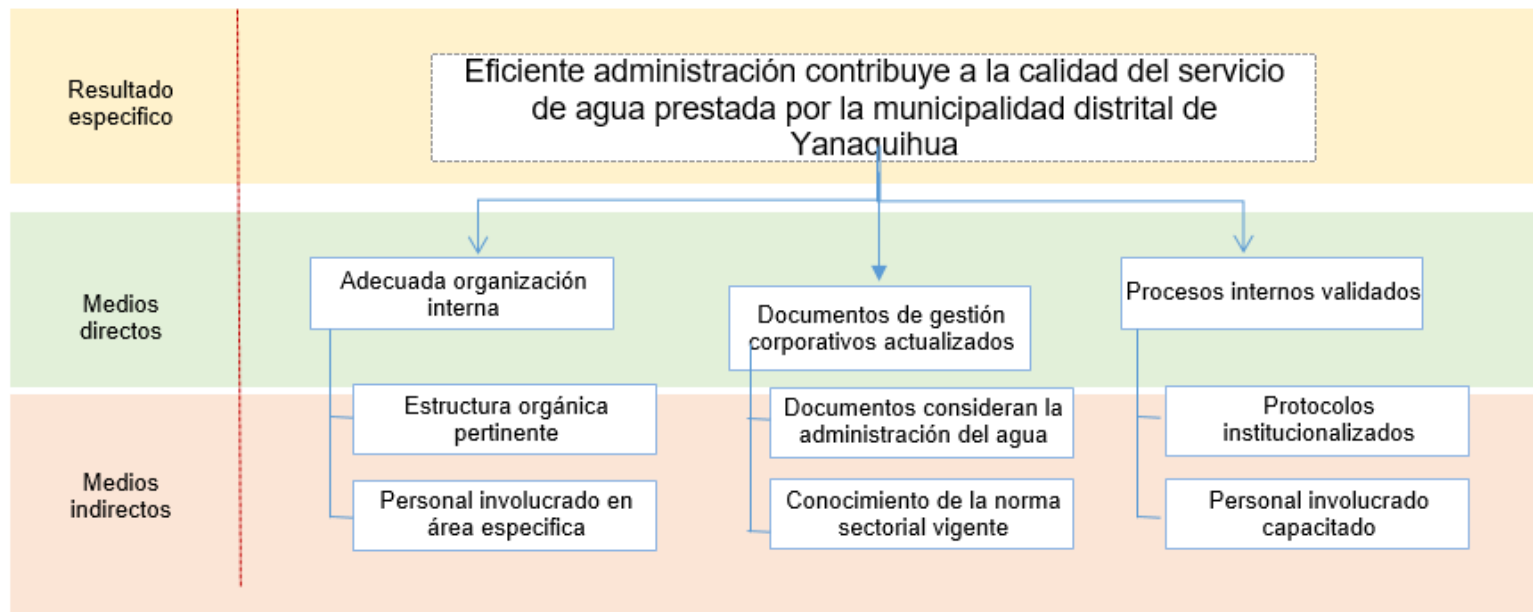 Resultado
especifico
Eficiente administración contribuye a la calidad del servicio
de agua prestada por la municipalidad distrital de
Yanaquihua
Medios
directos
Adecuada organización
interna
Documentos de gestión
corporativos actualizados
Procesos internos validados
Medios
indirectos
Estructura orgánica
pertinente
Personal involucrado en
área especifica
Documentos consideran la
administración del agua
Conocimiento de la norma
sectorial vigente
Protocolos
institucionalizados
Personal involucrado
capacitado